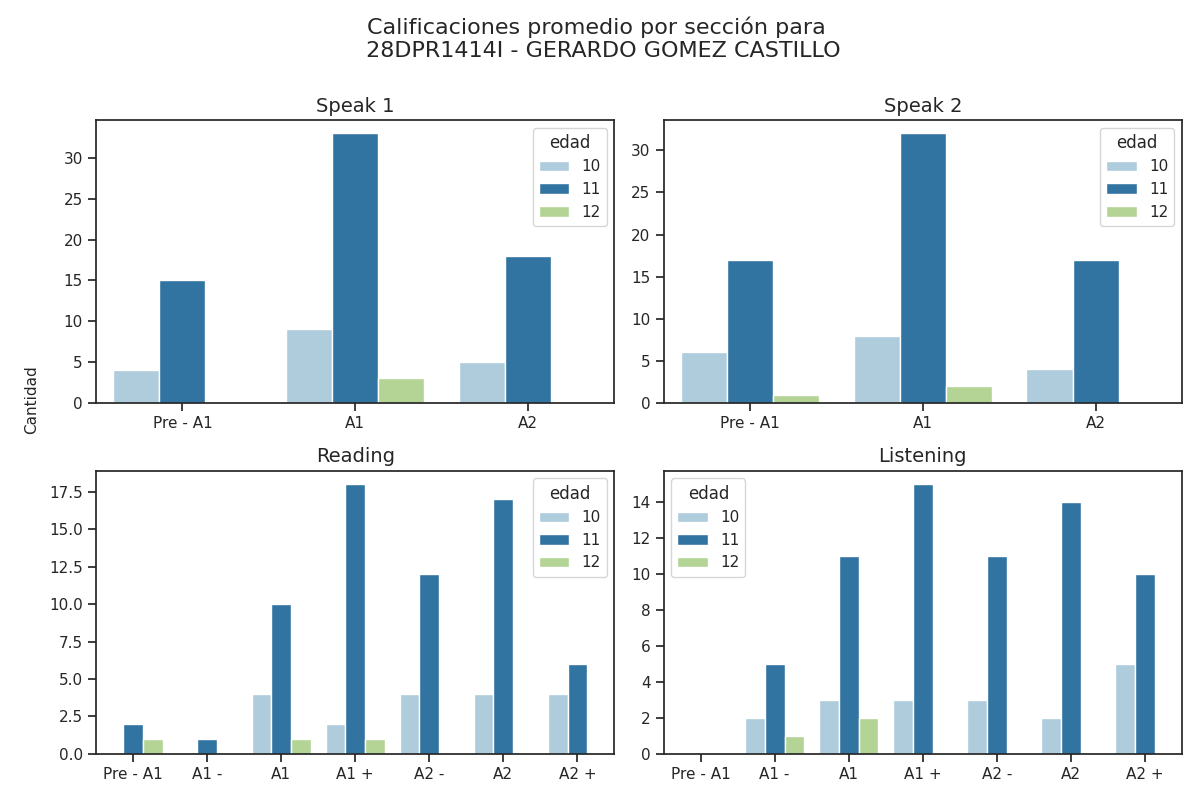 Calificaciones promedio por sección para
28DPR1414I - GERARDO GOMEZ CASTILLO
Speak 1
30
25
20
15
10
5
0
Pre - A1 A1 A2
edad
10
11
12
Speak 2
30
25
20
15
10
5
0
Pre - A1 A1 A2
edad
10
11
12
Cantidad
Reading
17.5
15.0
12.5
10.0
7.5
5.0
2.5
0.0
Pre - A1 A1 - A1 A1 + A2 - A2 A2 +
edad
10
11
12
Listening
14
12
10
8
6
4
2
0
Pre - A1 A1 - A1 A1 + A2 - A2 A2 +
edad
10
11
12